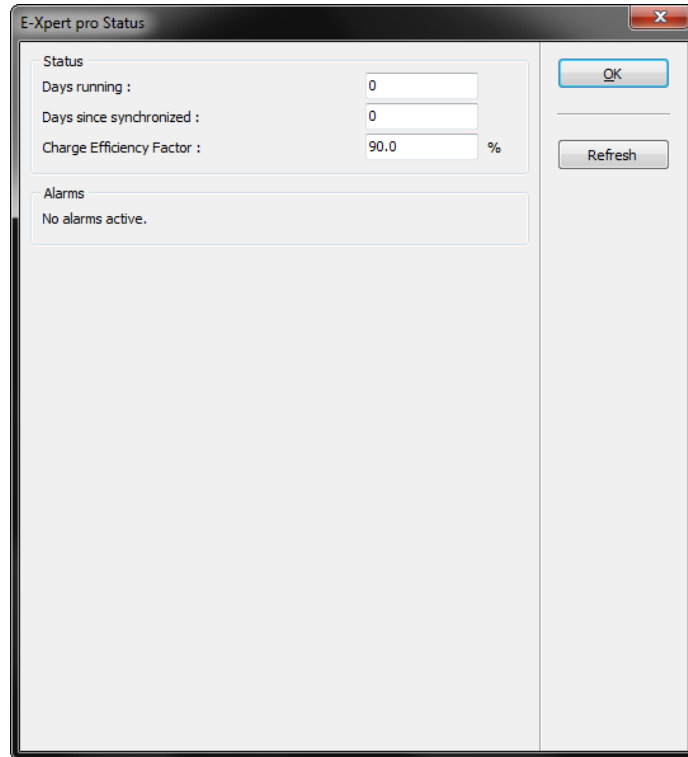 E-Xpert pro Status
Status
Days running : 0
Days since synchronized : 0
Charge Efficiency Factor : 90.0 %
Alarms
No alarms active.
OK
Refresh